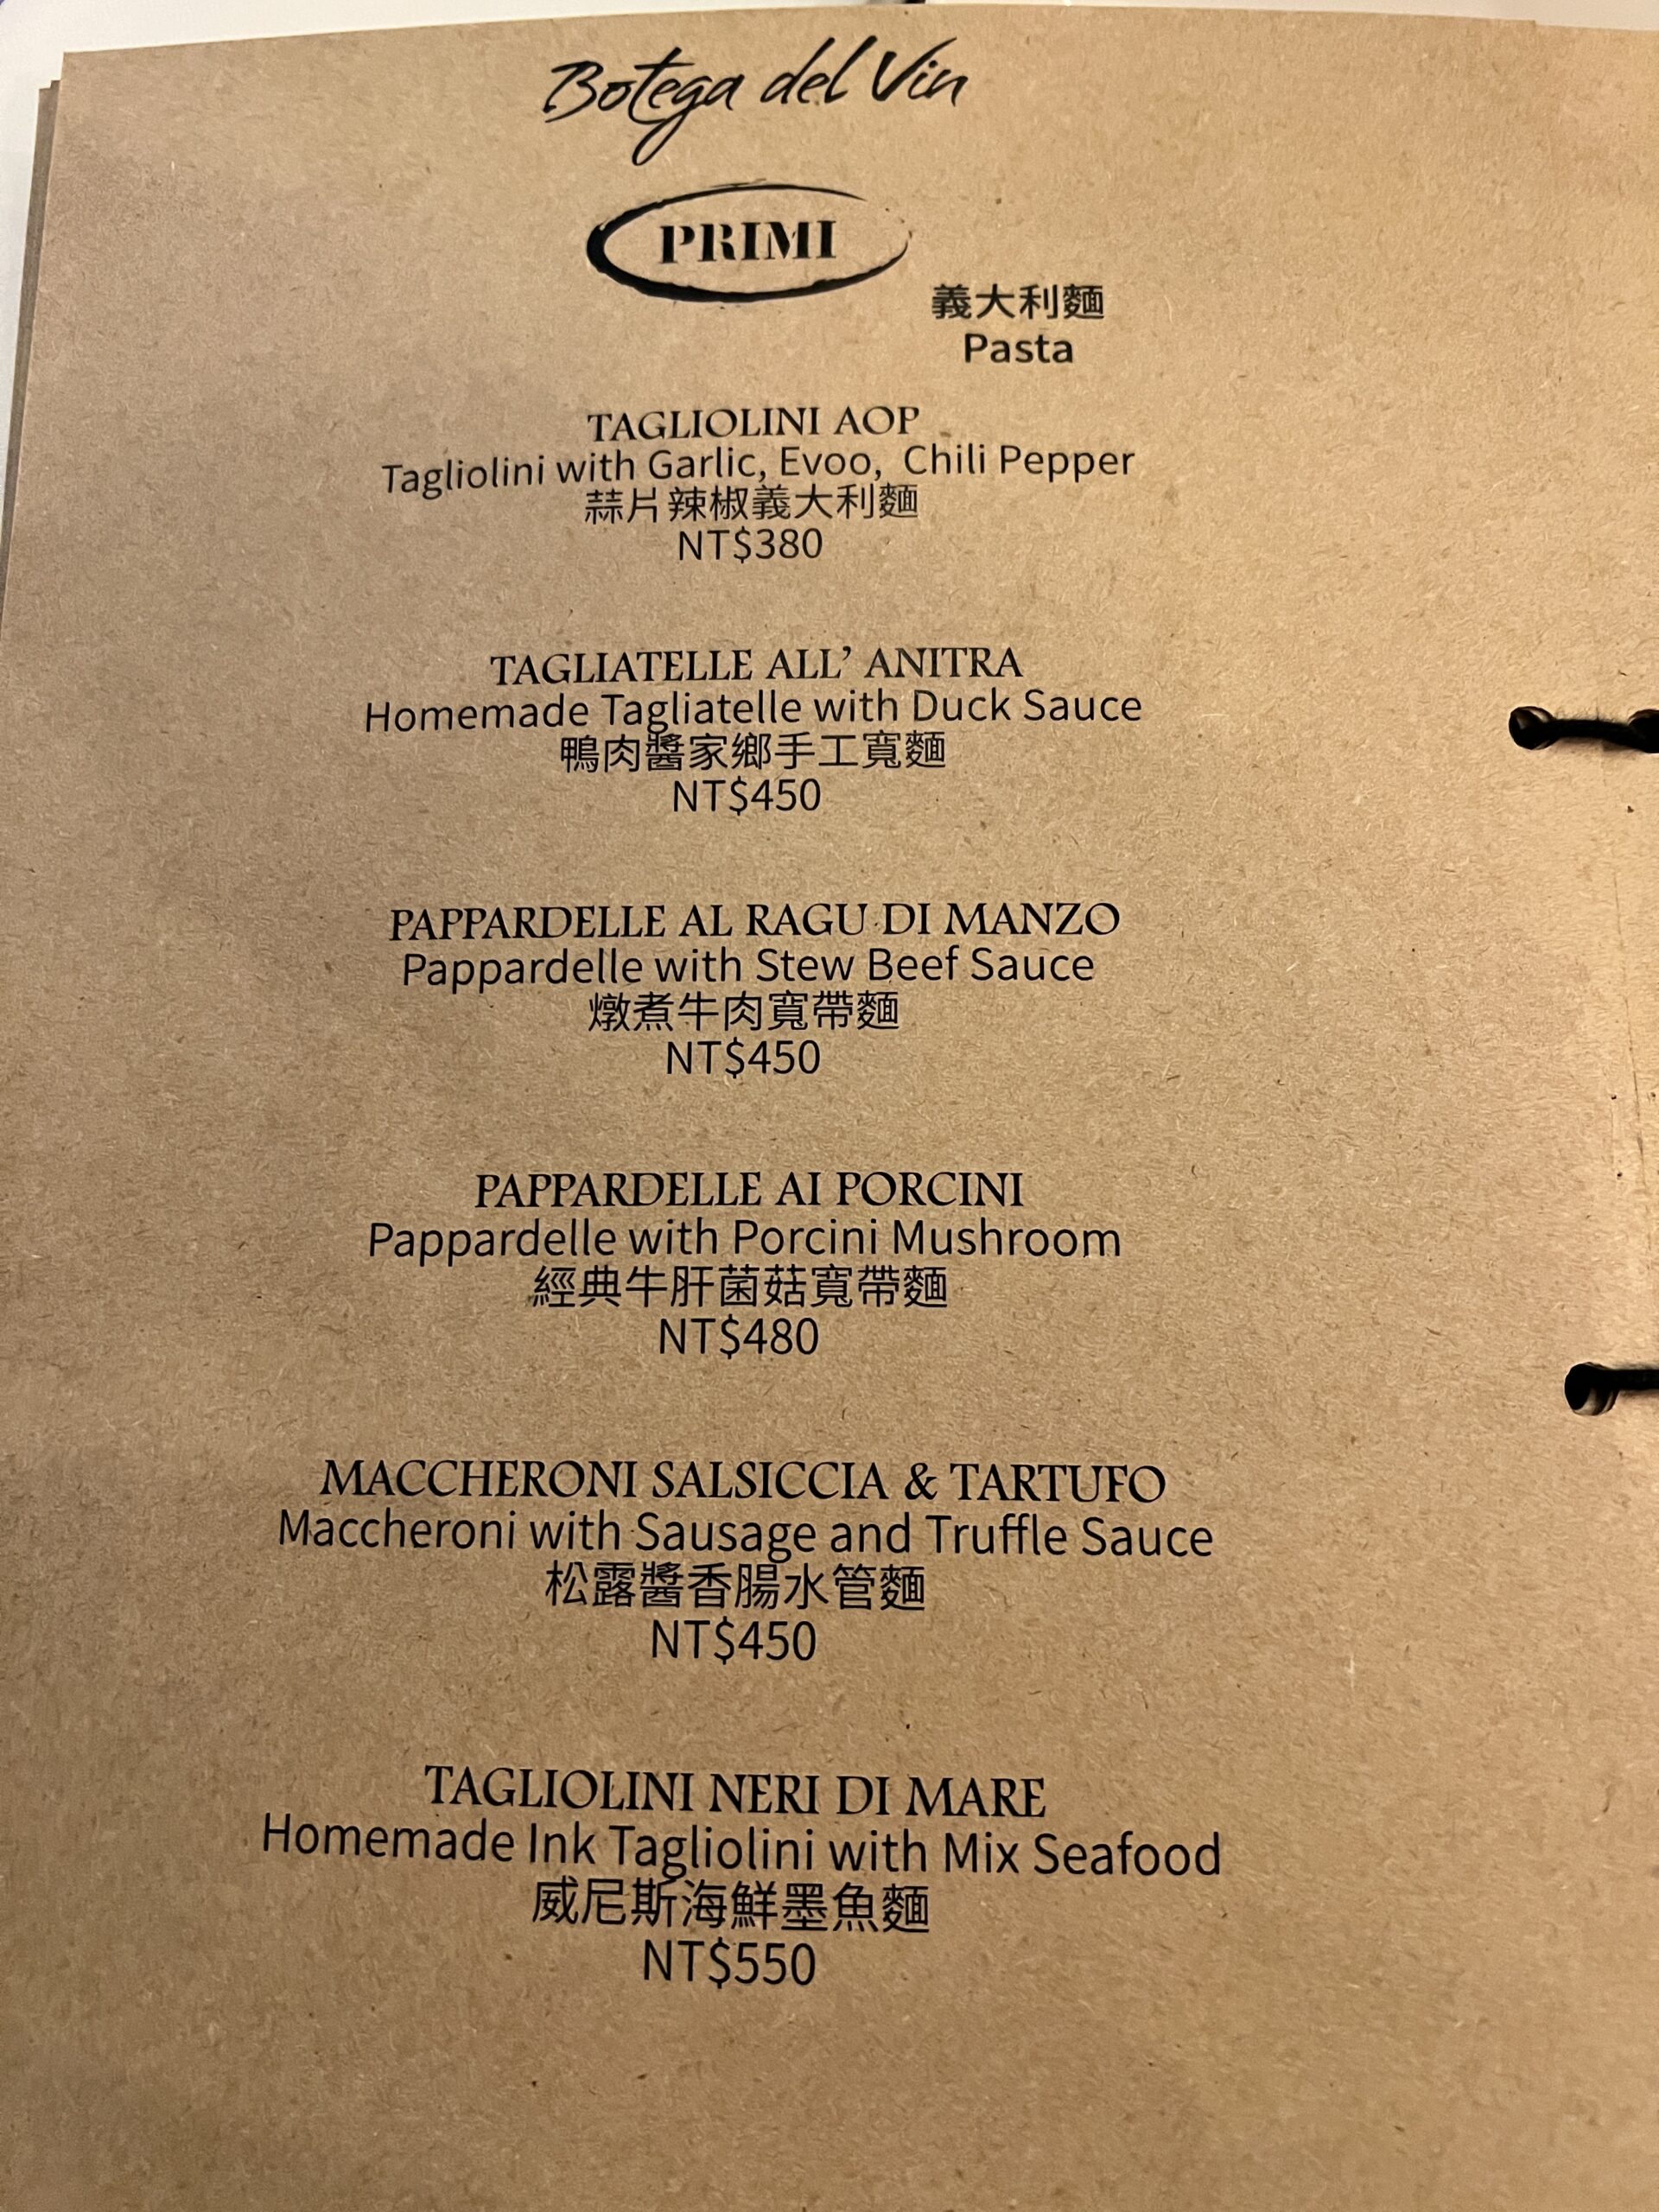 Botega del Vin
PRIMI
義大利麵
Pasta
TAGLIOLINI AOP
Tagliolini with Garlic, Evoo, Chili Pepper
蒜片辣椒義大利麵
NT$380
TAGLIATELLE ALL’ ANITRA
Homemade Tagliatelle with Duck Sauce
鴨肉醬家鄉手工寬麵
NT$450
PAPPARDELLE AL RAGU DI MANZO
Pappardelle with Stew Beef Sauce
燉煮牛肉寬帶麵
NT$450
PAPPARDELLE AI PORCINI
Pappardelle with Porcini Mushroom
經典牛肝菌菇寬帶麵
NT$480
MACCHERONI SALSICCIA & TARTUFO
Maccheroni with Sausage and Truffle Sauce
松露醬香腸水管麵
NT$450
TAGLIOLINI NERI DI MARE
Homemade Ink Tagliolini with Mix Seafood
威尼斯海鮮墨魚麵
NT$550